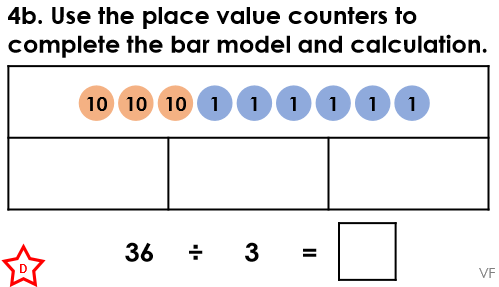 4b. Use the place value counters to
complete the bar model and calculation.
10 10 10 1 1 1 1 1 1
36 ÷ 3 =
D
VF